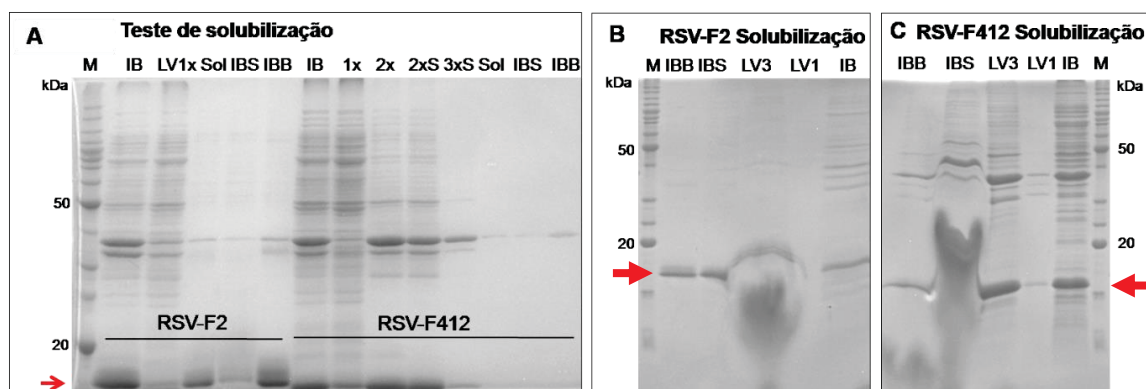 A Teste de solubilização
M IB LV1x Sol IBS IBB IB 1x 2x 2xS 3xS Sol IBS IBB
kDa
50
20
RSV-F2 RSV-F412
B RSV-F2 Solubilização
M IBB IBS LV3 LV1 IB
kDa
50
20
C RSV-F412 Solubilização
IBB IBS LV3 LV1 IB M
kDa
50
20